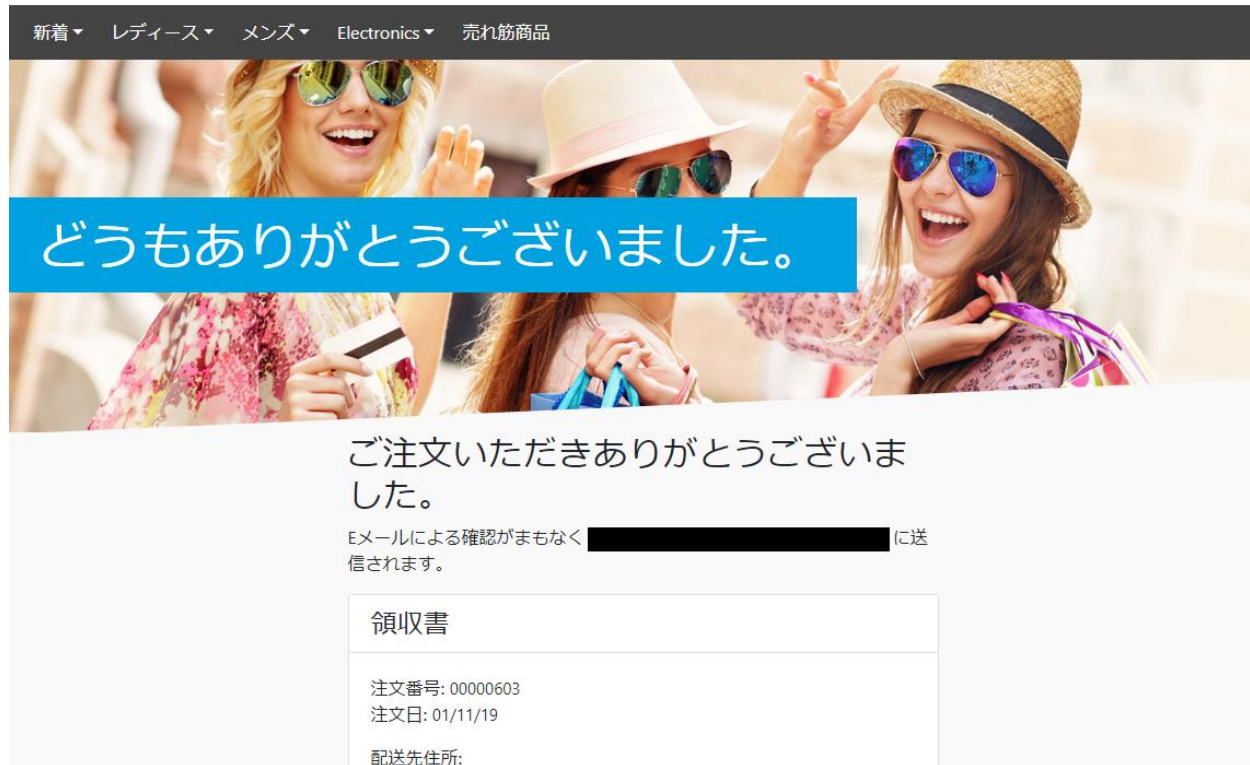 新着 レディース メンズ Electronics 売れ筋商品
どうもありがとうございました。
ご注文いただきありがとうございま
した。
Eメールによる確認がまもなく に送
信されます。
領収書
注文番号: 00000603
注文日: 01/11/19
配送先住所: